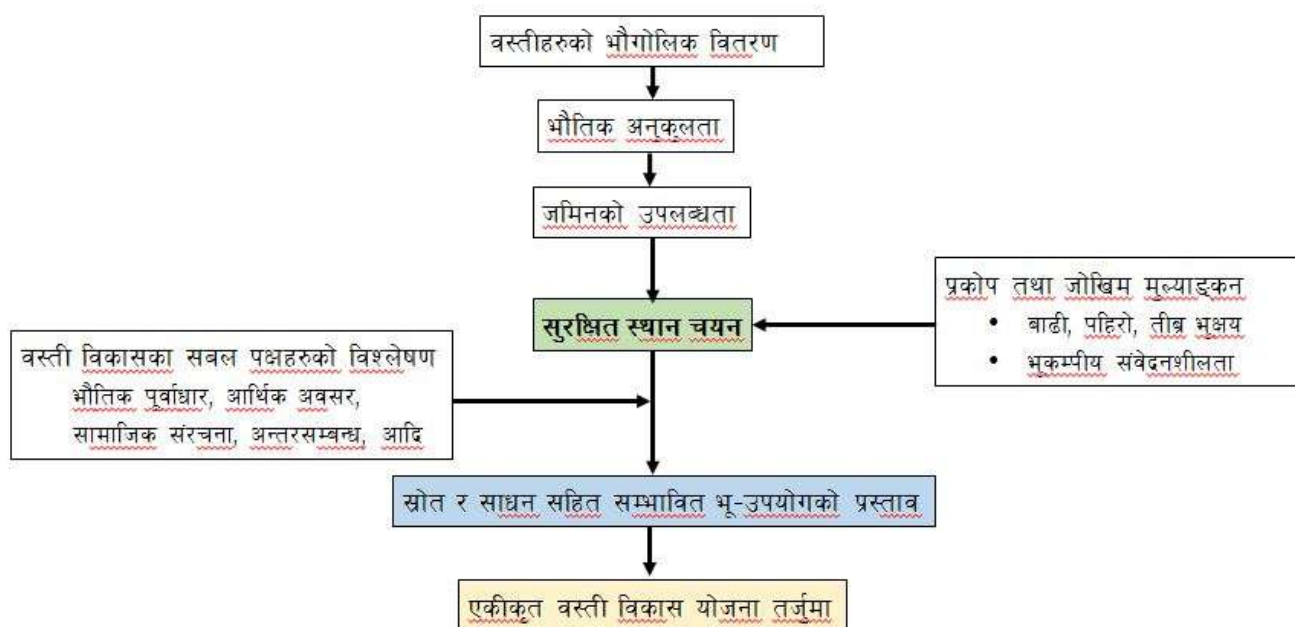 वस्तीहरुको भौगोलिक वितरण
भौतिक अनुकुलता
जमिनको उपलब्धता
प्रकोप तथा जोखिम मुल्याङ्कन
• बाढी, पहिरो, तीब्र भुक्षय
• भुकम्पीय संवेदनशीलता
सुरक्षित स्थान चयन
वस्ती विकासका सबल पक्षहरुको विश्लेषण
भौतिक पूर्वाधार, आर्थिक अवसर,
सामाजिक संरचना, अन्तरसम्बन्ध, आदि
स्रोत र साधन सहित सम्भावित भू-उपयोगको प्रस्ताव
एकीकृत वस्ती विकास योजना तर्जुमा